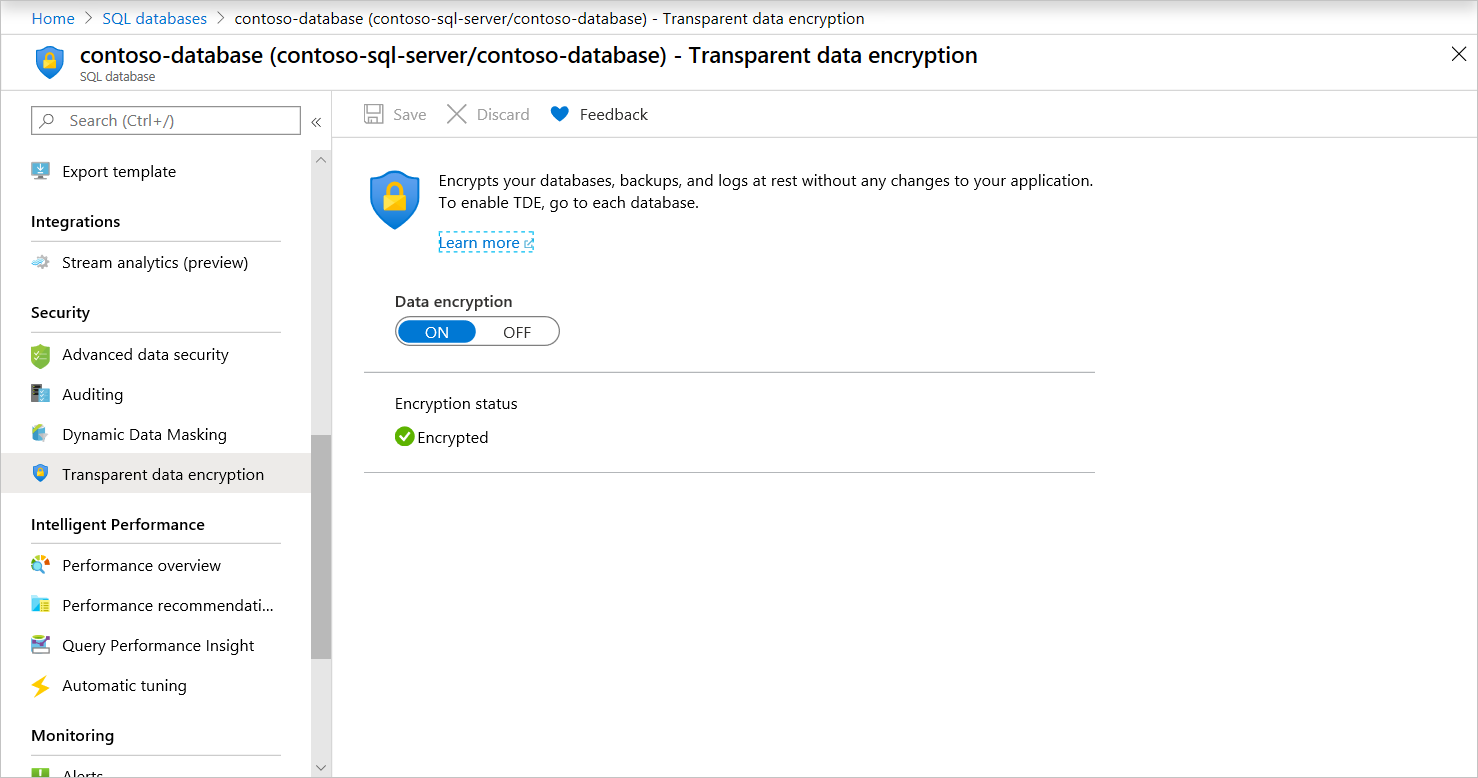 Home > SQL databases > contoso-database (contoso-sql-server/contoso-database) - Transparent data encryption
contoso-database (contoso-sql-server/contoso-database) - Transparent data encryption
SQL database
Search (Ctrl+/)
«
Export template
Integrations
Stream analytics (preview)
Security
Advanced data security
Auditing
Dynamic Data Masking
Transparent data encryption
Intelligent Performance
Performance overview
Performance recommendati...
Query Performance Insight
Automatic tuning
Monitoring
Alerts
Save Discard Feedback
Encrypts your databases, backups, and logs at rest without any changes to your application.
To enable TDE, go to each database.
Learn more
Data encryption
ON OFF
Encryption status
Encrypted